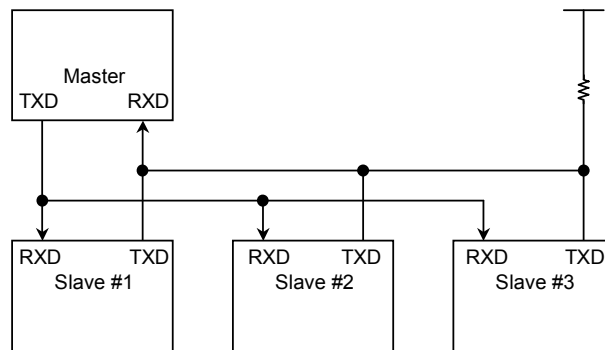 Master
TXD RXD
RXD TXD
Slave #1
RXD TXD
Slave #2
RXD TXD
Slave #3